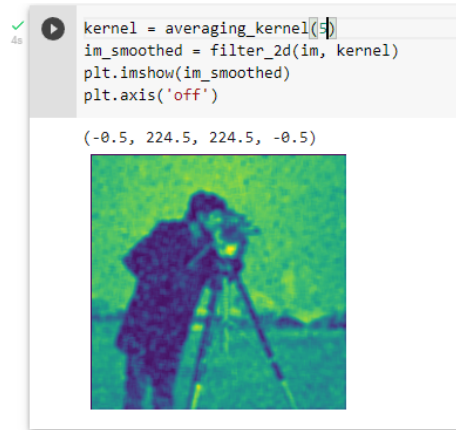 4s
kernel = averaging_kernel(5)
im_smoothed = filter_2d(im, kernel)
plt.imshow(im_smoothed)
plt.axis('off')
(-0.5, 224.5, 224.5, -0.5)